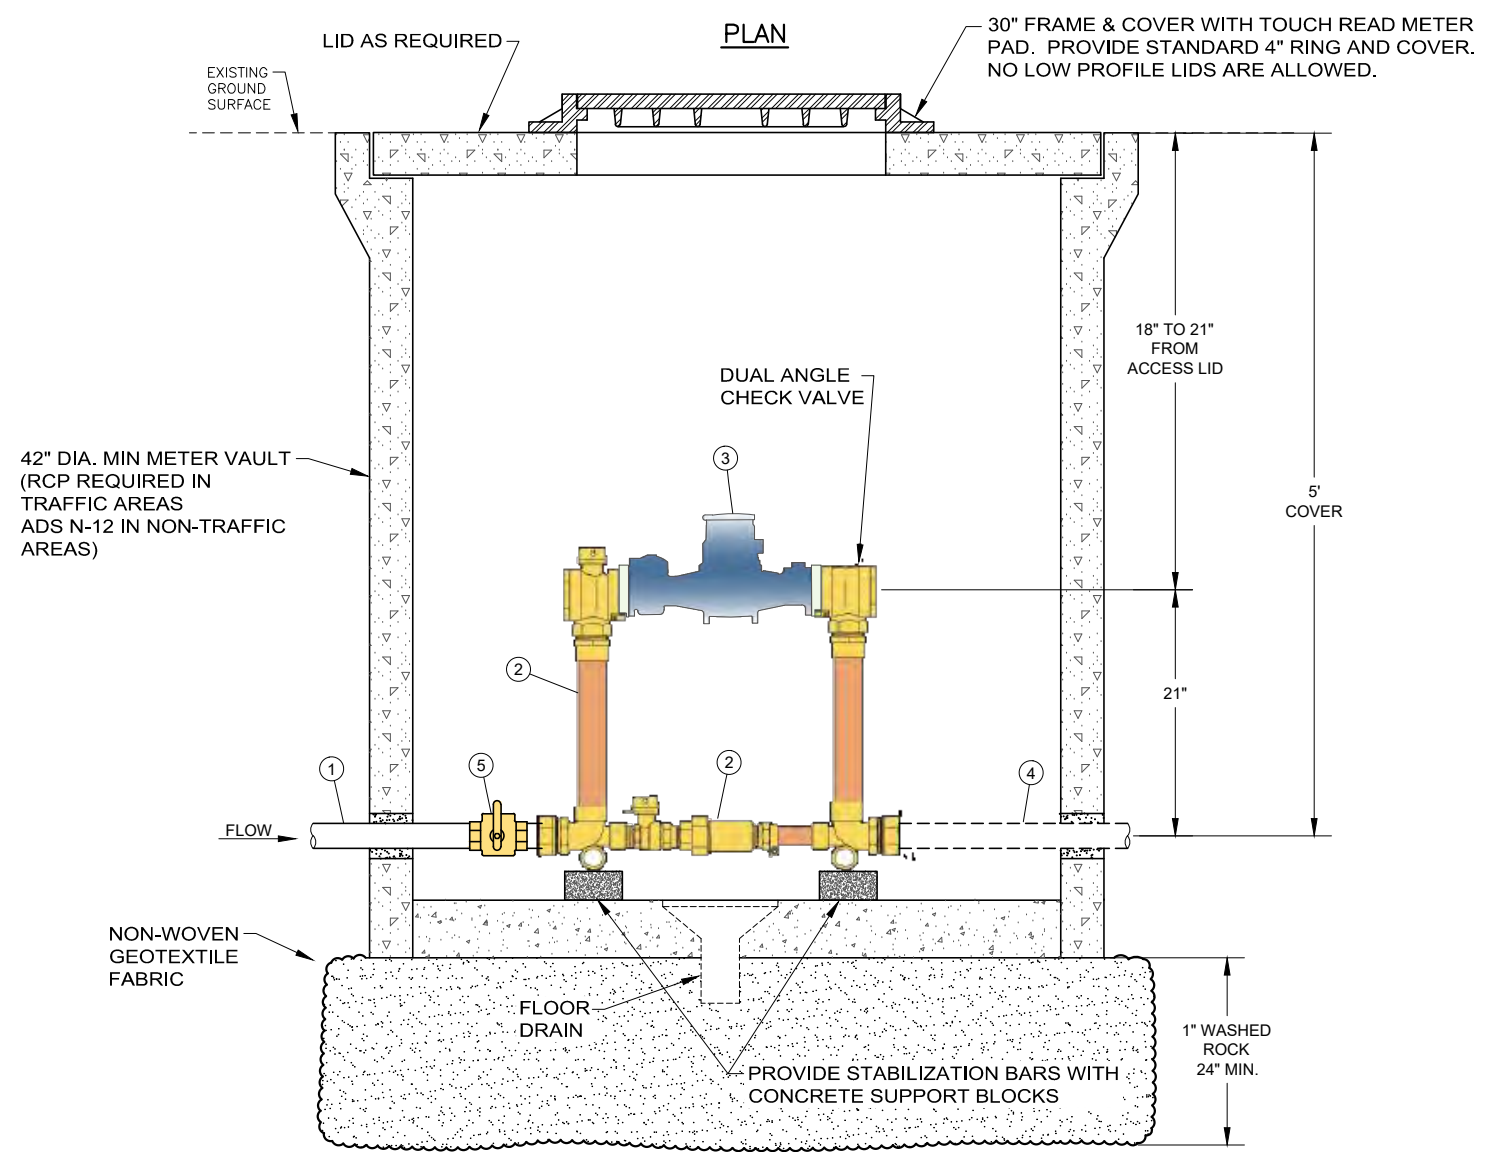 PLAN
LID AS REQUIRED
30" FRAME & COVER WITH TOUCH READ METER
PAD. PROVIDE STANDARD 4" RING AND COVER.
NO LOW PROFILE LIDS ARE ALLOWED.
EXISTING
GROUND
SURFACE
18" TO 21"
FROM
ACCESS LID
DUAL ANGLE
CHECK VALVE
42" DIA. MIN METER VAULT
(RCP REQUIRED IN
TRAFFIC AREAS
ADS N-12 IN NON-TRAFFIC
AREAS)
3
5'
COVER
2
21"
1
5
2
4
FLOW
NON-WOVEN
GEOTEXTILE
FABRIC
FLOOR
DRAIN
1" WASHED
ROCK
24" MIN.
PROVIDE STABILIZATION BARS WITH
CONCRETE SUPPORT BLOCKS